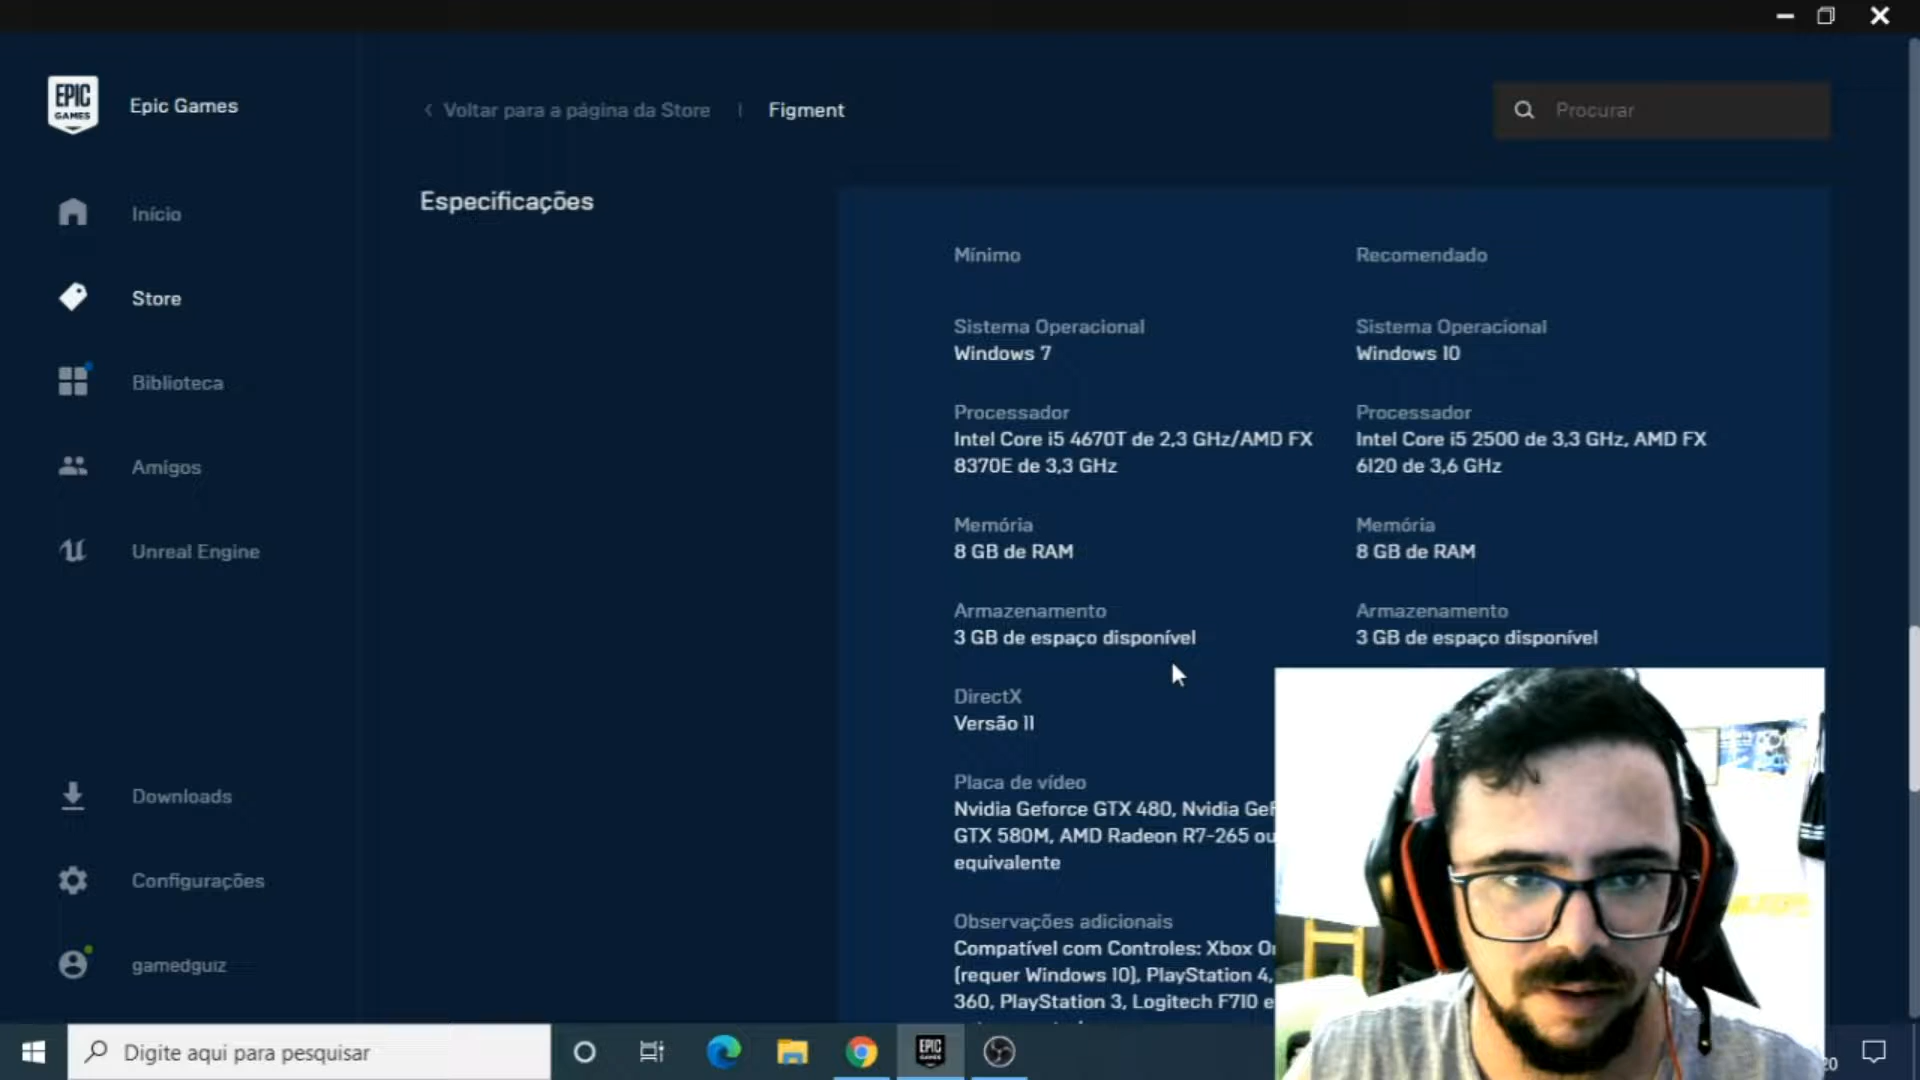 EPIC
GAMES
Epic Games
Voltar para a página da Store
Figment
Procurar
Início
Store
Biblioteca
Amigos
Unreal Engine
Downloads
Configurações
gamedguiz
Especificações
Mínimo
Recomendado
Sistema Operacional
Windows 7
Sistema Operacional
Windows 10
Processador
Intel Core i5 4670T de 2,3 GHz/AMD FX
8370E de 3,3 GHz
Processador
Intel Core i5 2500 de 3,3 GHz, AMD FX
6120 de 3,6 GHz
Memória
8 GB de RAM
Memória
8 GB de RAM
Armazenamento
3 GB de espaço disponível
Armazenamento
3 GB de espaço disponível
DirectX
Versão 11
Placa de vídeo
Nvidia Geforce GTX 480, Nvidia
GTX 580M, AMD Radeon R7-265 ou
equivalente
Observações adicionais
Compatível com Controles: Xbox
(requer Windows 10), PlayStation 4,
360, PlayStation 3, Logitech F710 e
Digite aqui para pesquisar
EPIC
GAMES
20